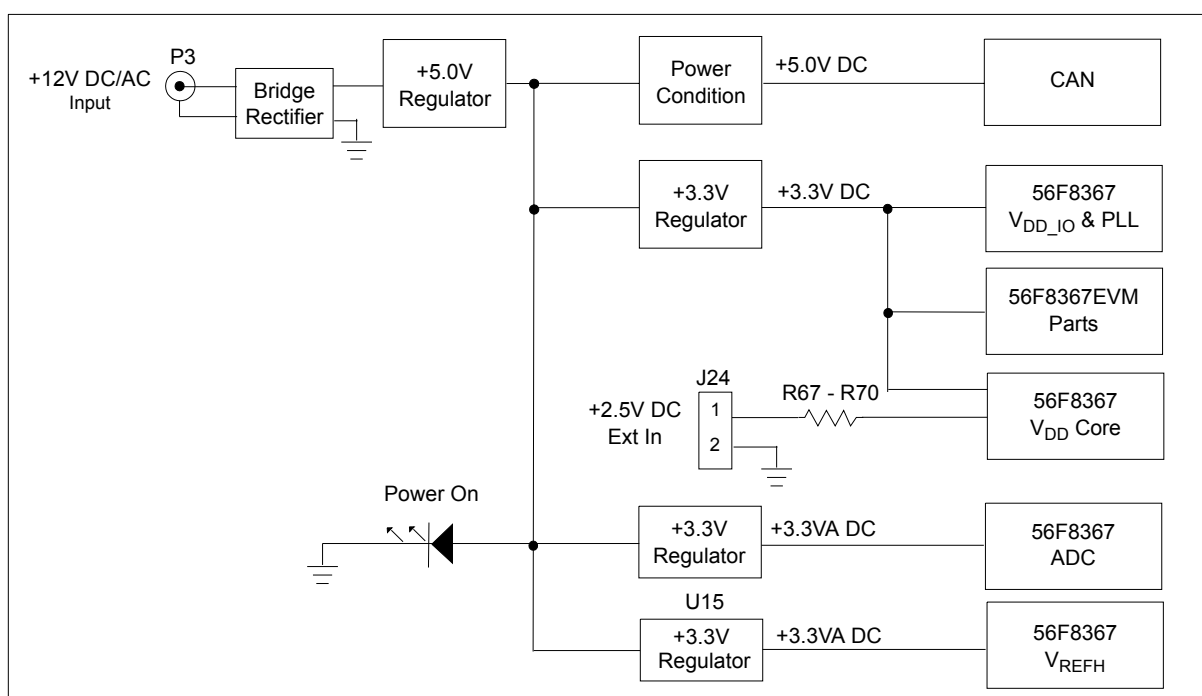 P3
+12V DC/AC
Input
Bridge
Rectifier
+5.0V
Regulator
Power
Condition
+5.0V DC
CAN
+3.3V
Regulator
+3.3V DC
56F8367
VDD_IO & PLL
56F8367EVM
Parts
J24
+2.5V DC
Ext In
1
2
R67 - R70
56F8367
VDD Core
Power On
+3.3V
Regulator
+3.3VA DC
56F8367
ADC
U15
+3.3V
Regulator
+3.3VA DC
56F8367
VREFH